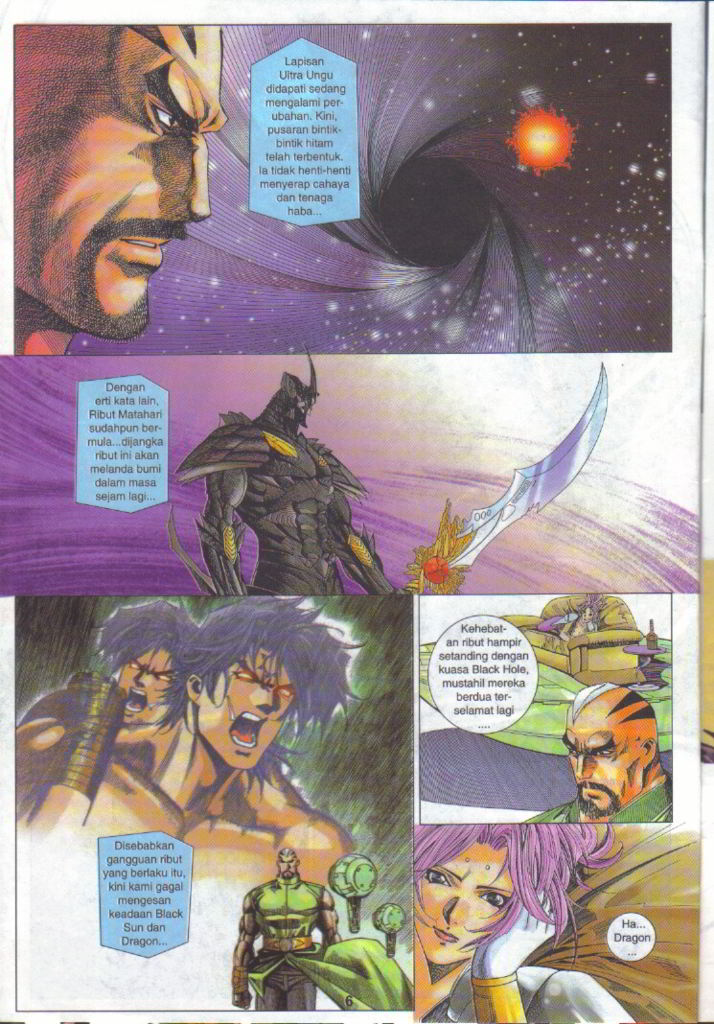 Lapisan
Ultra Ungu
didapati sedang
mengalami per-
ubahan. Kini,
pusaran bintik-
bintik hitam
telah terbentuk.
Ia tidak henti-henti
menyerap cahaya
dan tenaga
haba...
Dengan
erti kata lain,
Ribut Matahari
sudahpun ber-
mula...dijangka
ribut ini akan
melanda bumi
dalam masa
sejam lagi...
Kehebat-
an ribut hampir
setanding dengan
kuasa Black Hole,
mustahil mereka
berdua ter-
selamat lagi
....
Disebabkan
gangguan ribut
yang berlaku itu,
kini kami gagal
mengesan
keadaan Black
Sun dan
Dragon...
Ha...
Dragon
...
6